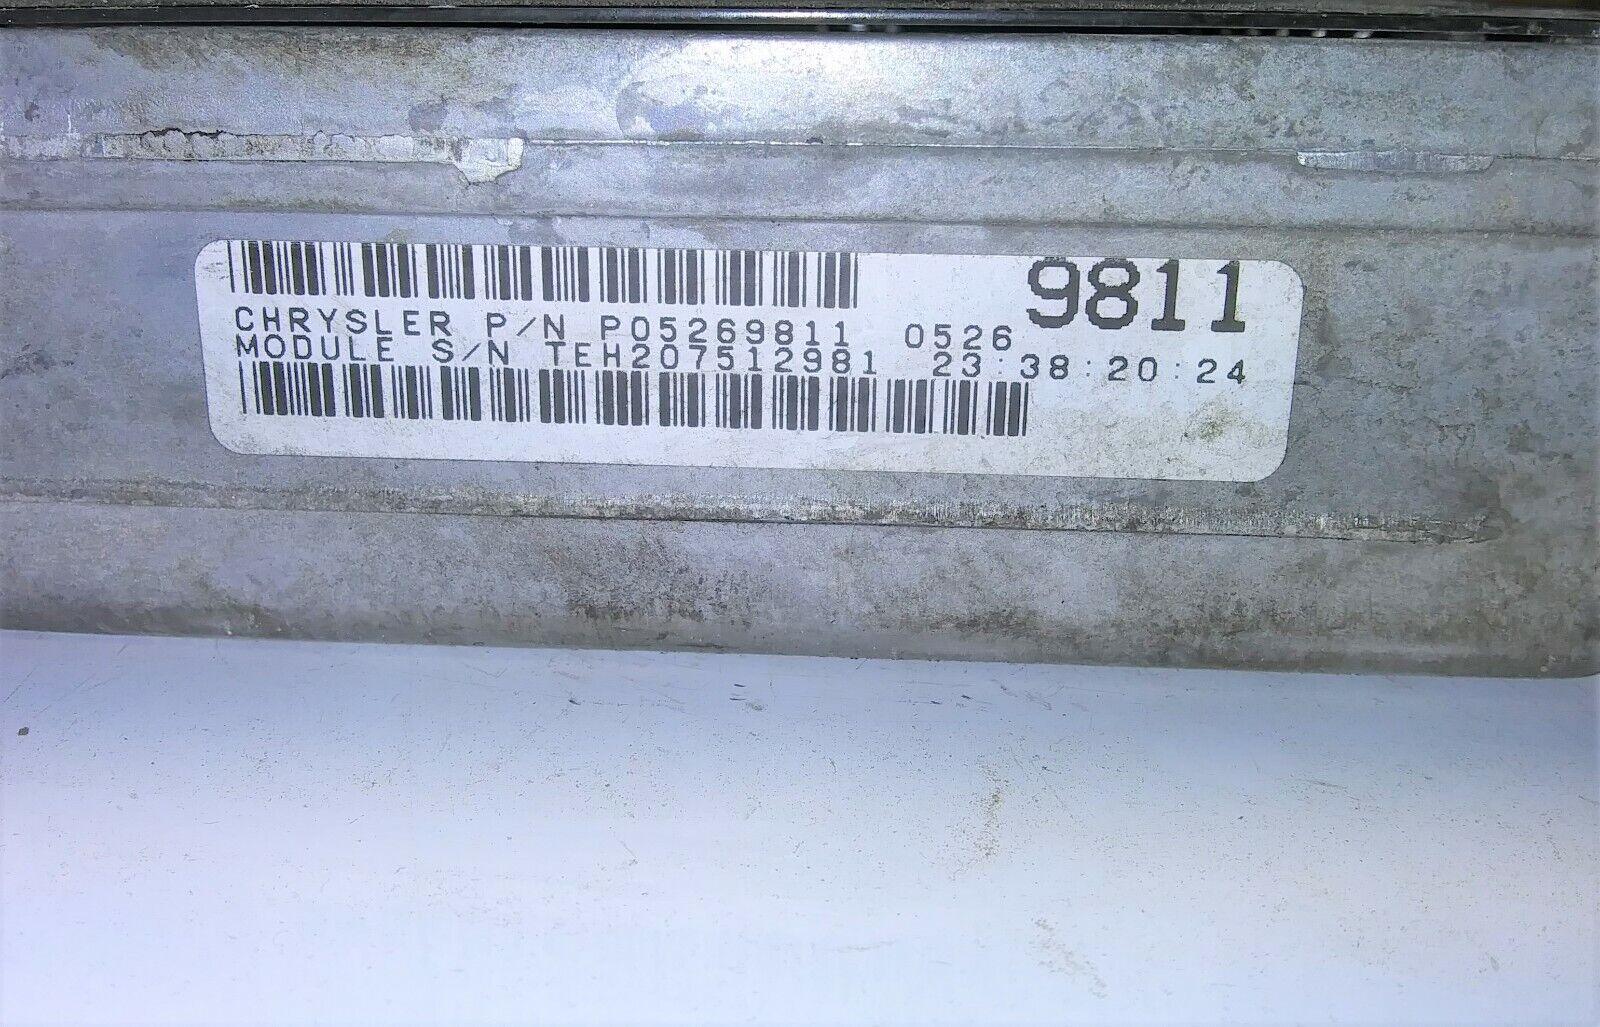 CHRYSLER P/N P05269811 0526 9811
MODULE S/N TEH207512981 23:38:20:24